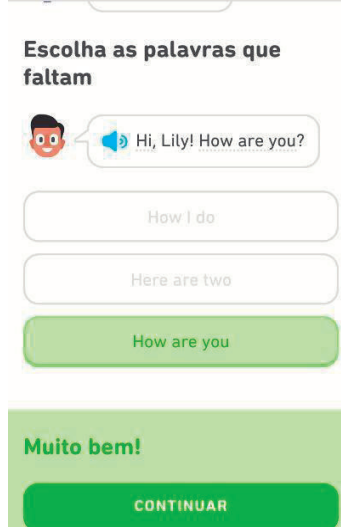 Escolha as palavras que
faltam
Hi, Lily! How are you?
How I do
Here are two
How are you
Muito bem!
CONTINUAR